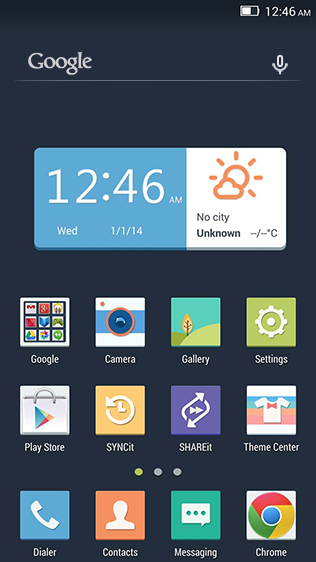 12:46 AM
Google
12:46 AM
No city
Wed 1/1/14
Unknown --/--°C
Google Camera Gallery Settings
Play Store SYNCit SHAREit Theme Center
Dialer Contacts Messaging Chrome